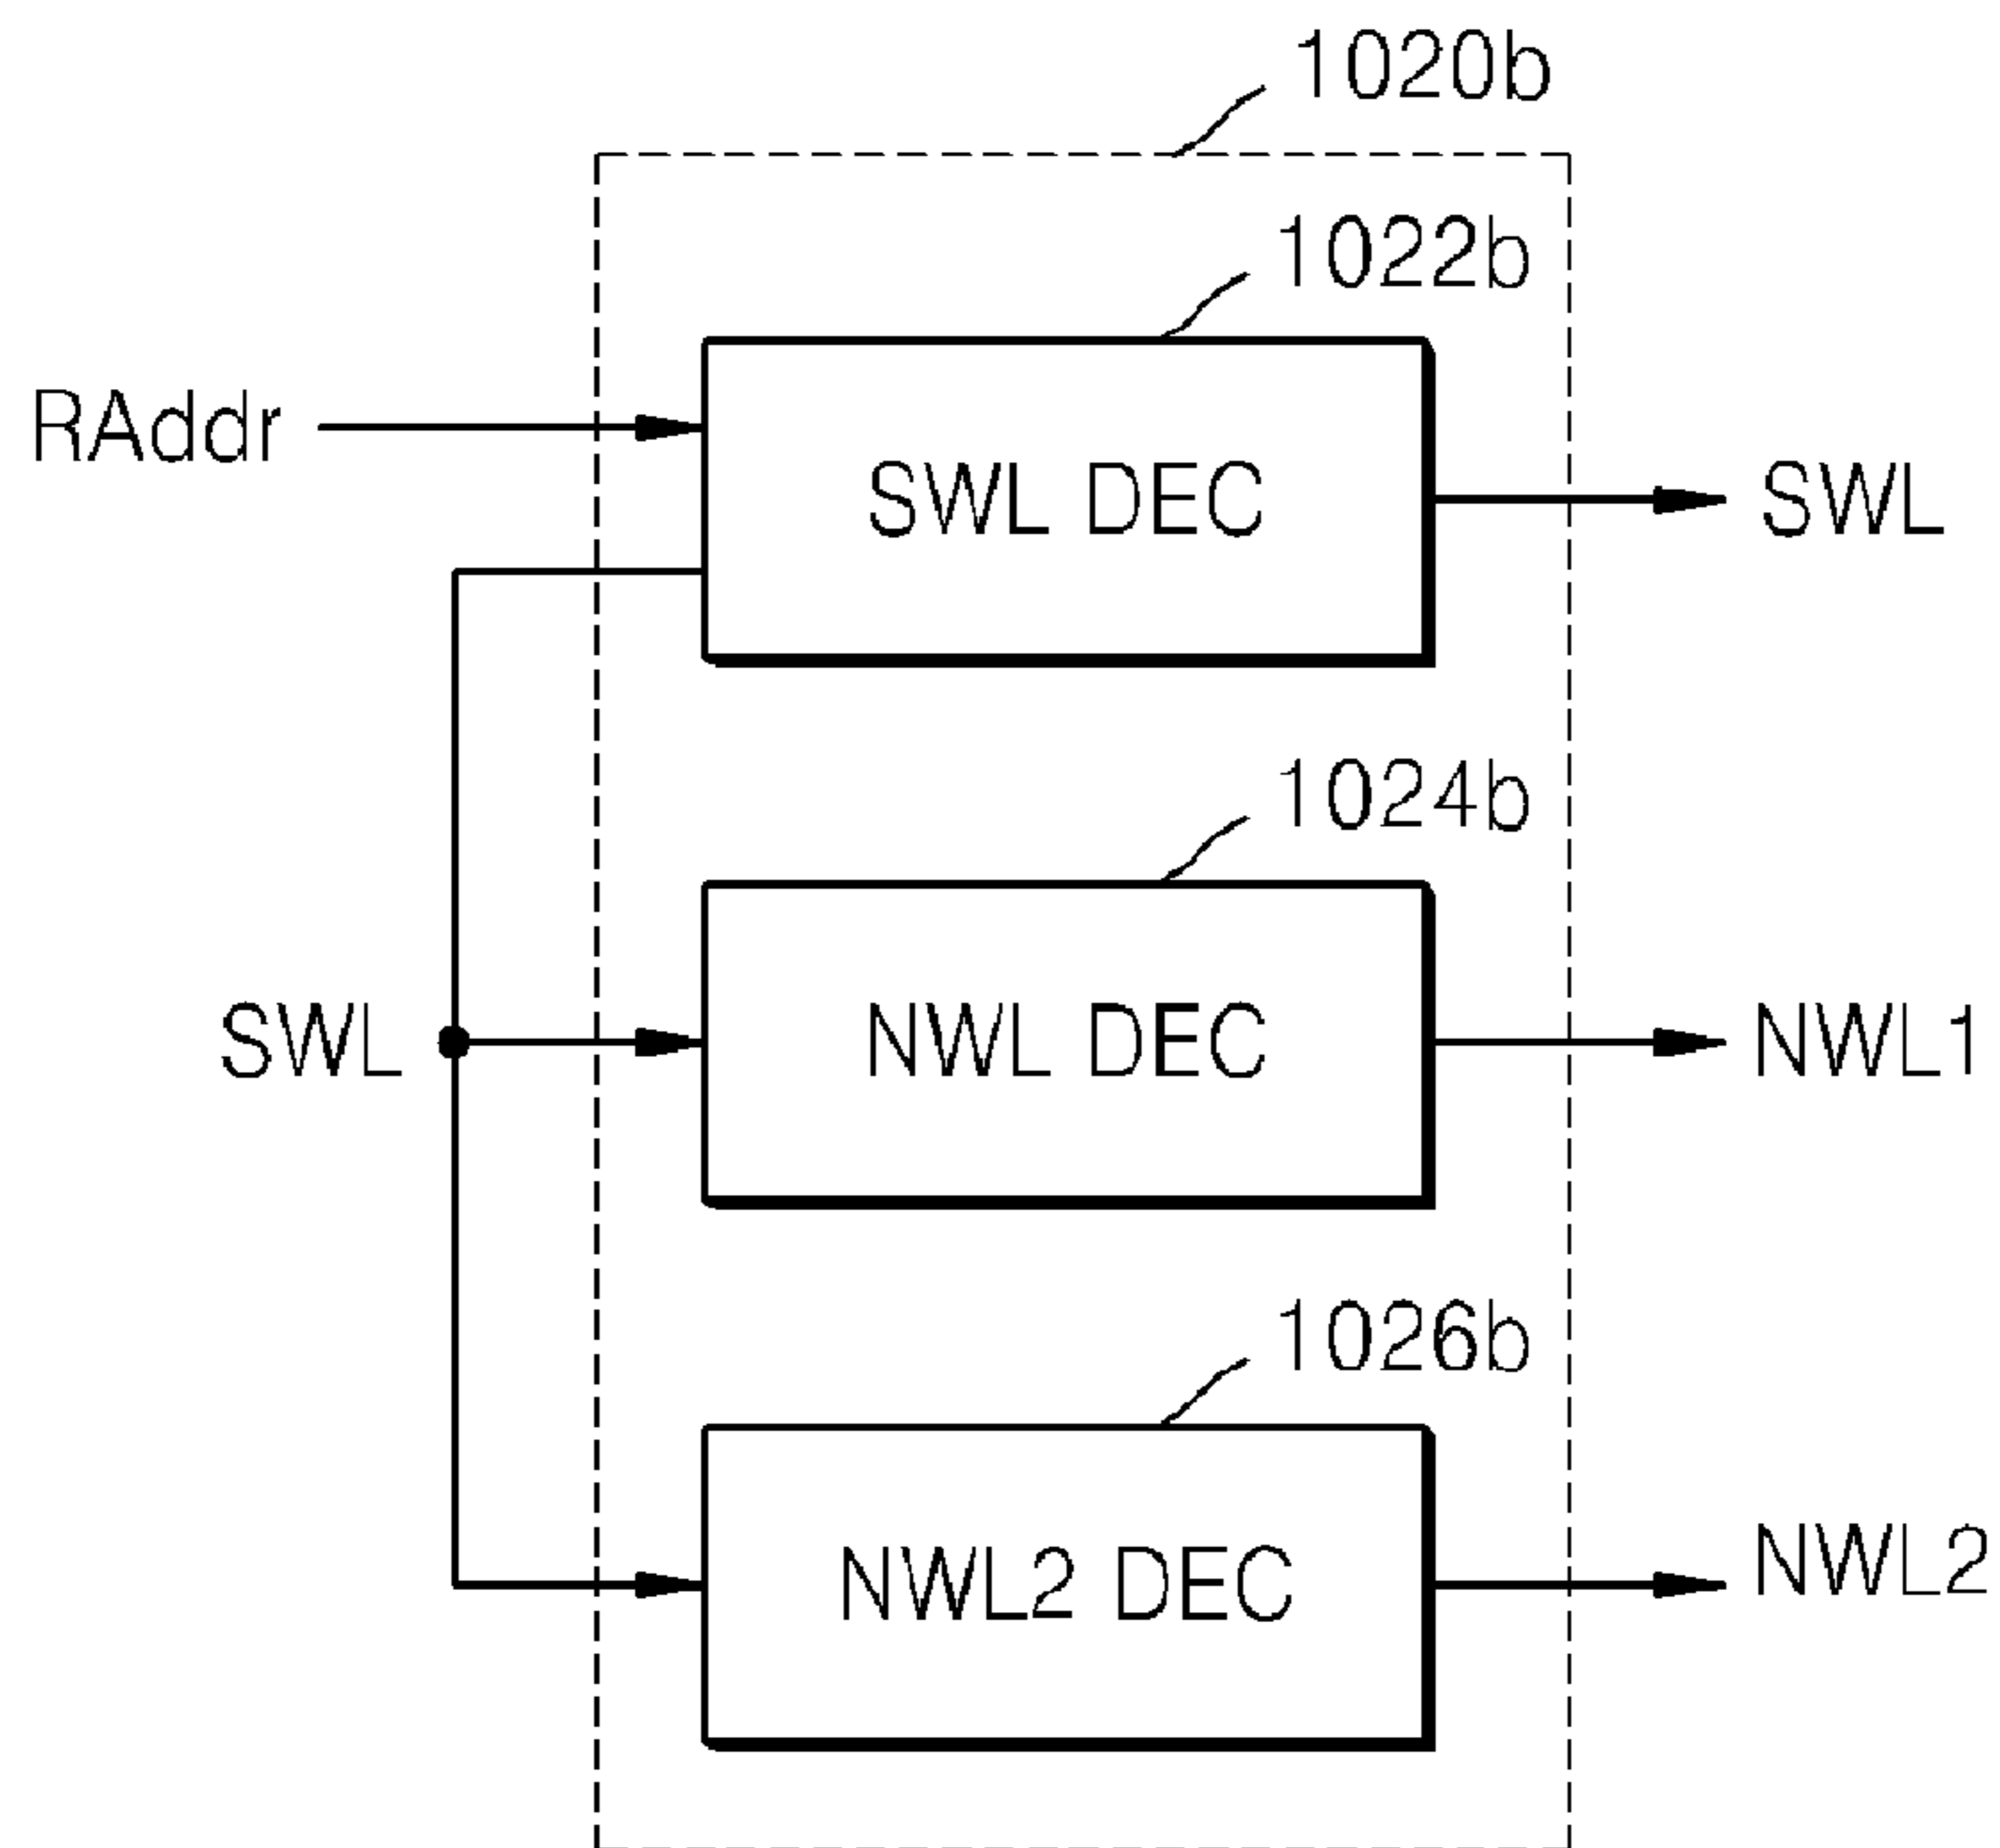 1020b
1022b
RAddr
SWL DEC
SWL
1024b
SWL
NWL DEC
NWL1
1026b
NWL2 DEC
NWL2